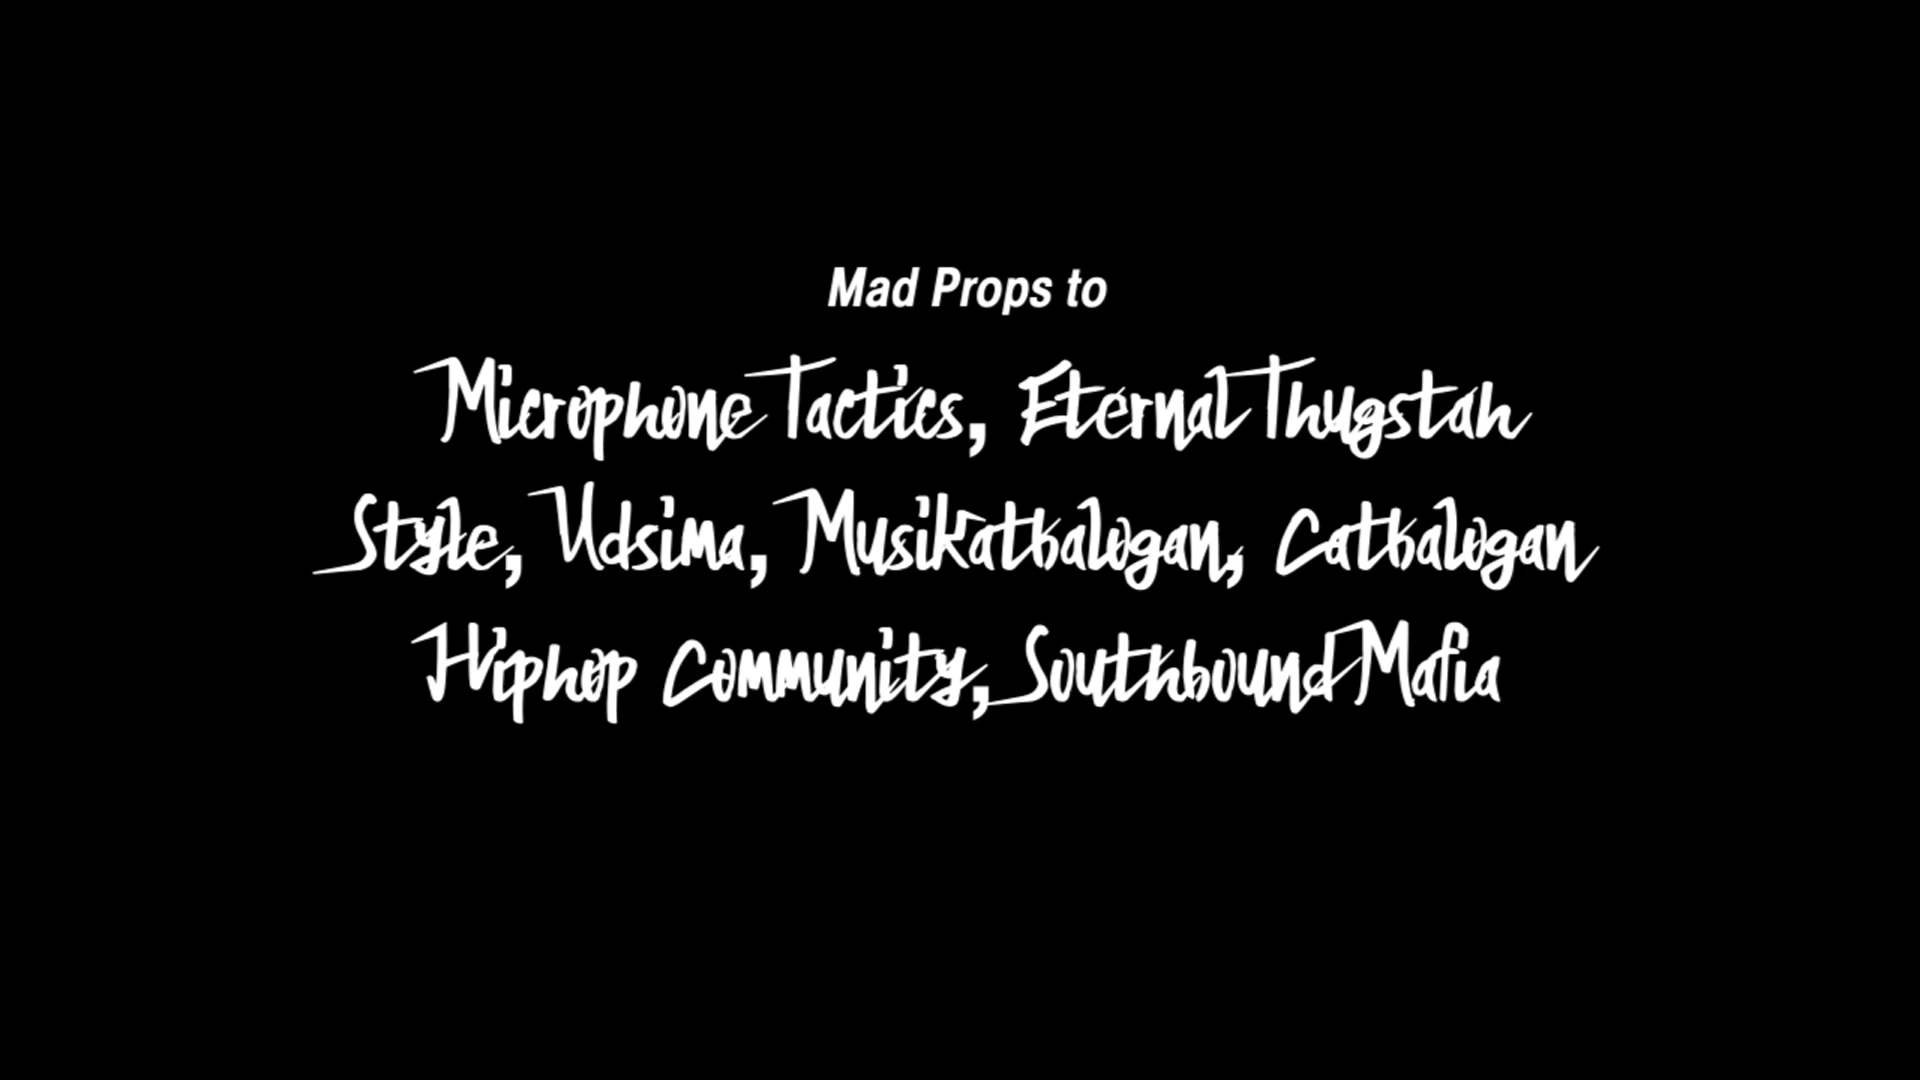 Mad Props to
Microphone Tactics, Eternal Thugstah
Style, Udsima, Musikatbalogan, Catbalogan
Hiphop Community, Southbound Mafia